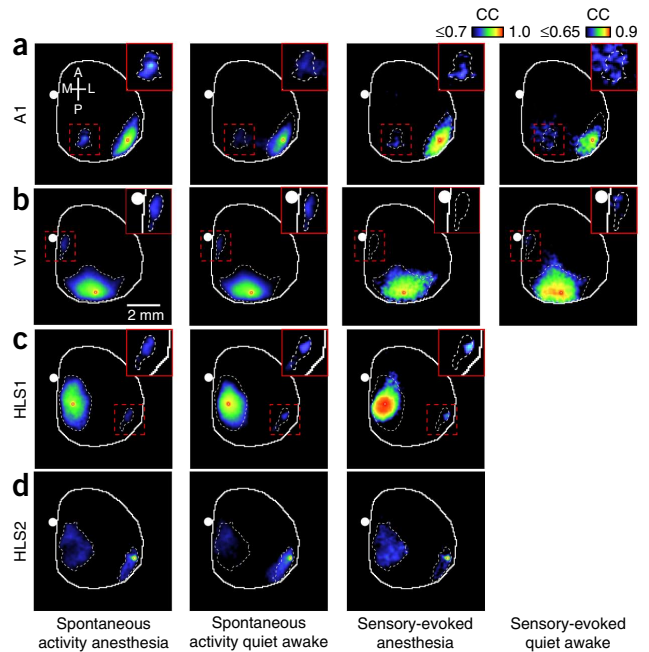 CC CC
≤0.7 1.0 ≤0.65 0.9
a
A1
A
M L
P
b
V1
2 mm
c
HLS1
d
HLS2
Spontaneous
activity anesthesia
Spontaneous
activity quiet awake
Sensory-evoked
anesthesia
Sensory-evoked
quiet awake